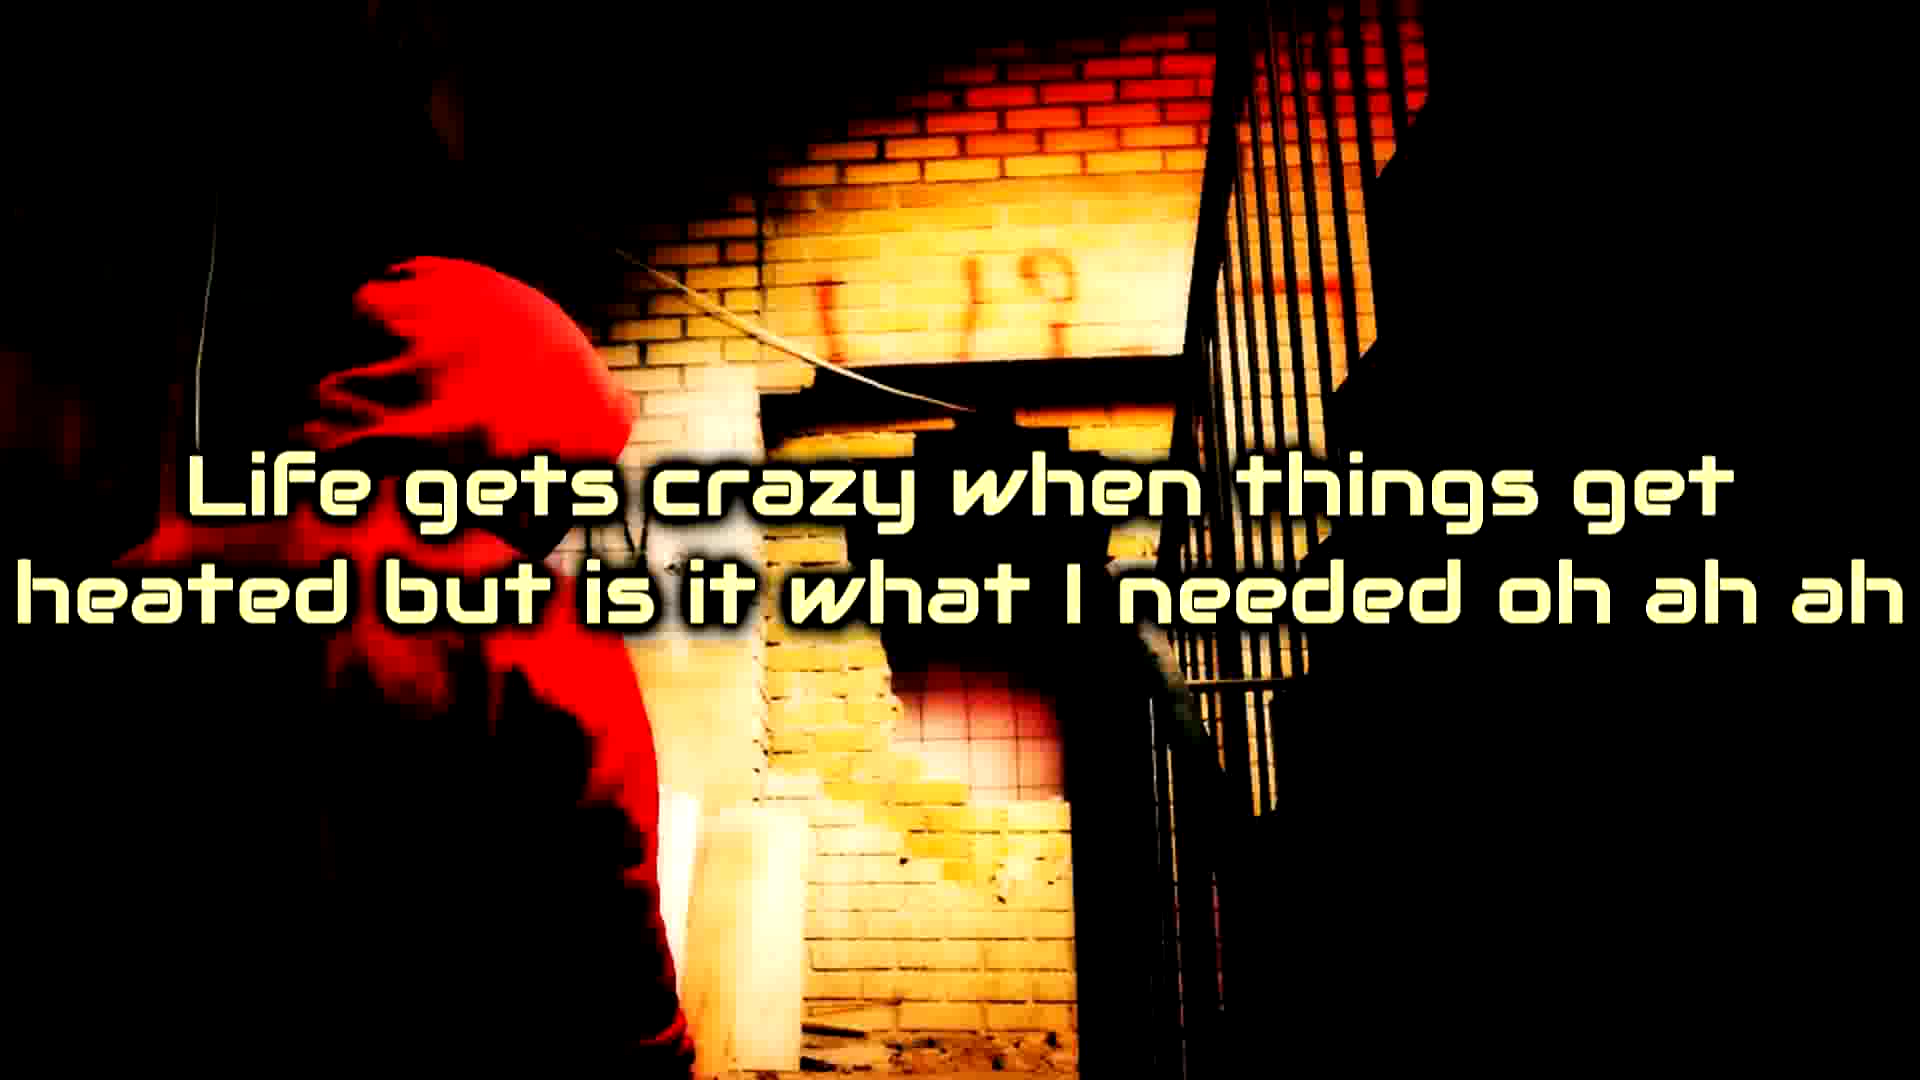 Life gets crazy when things get
heated but is it what I needed oh ah ah